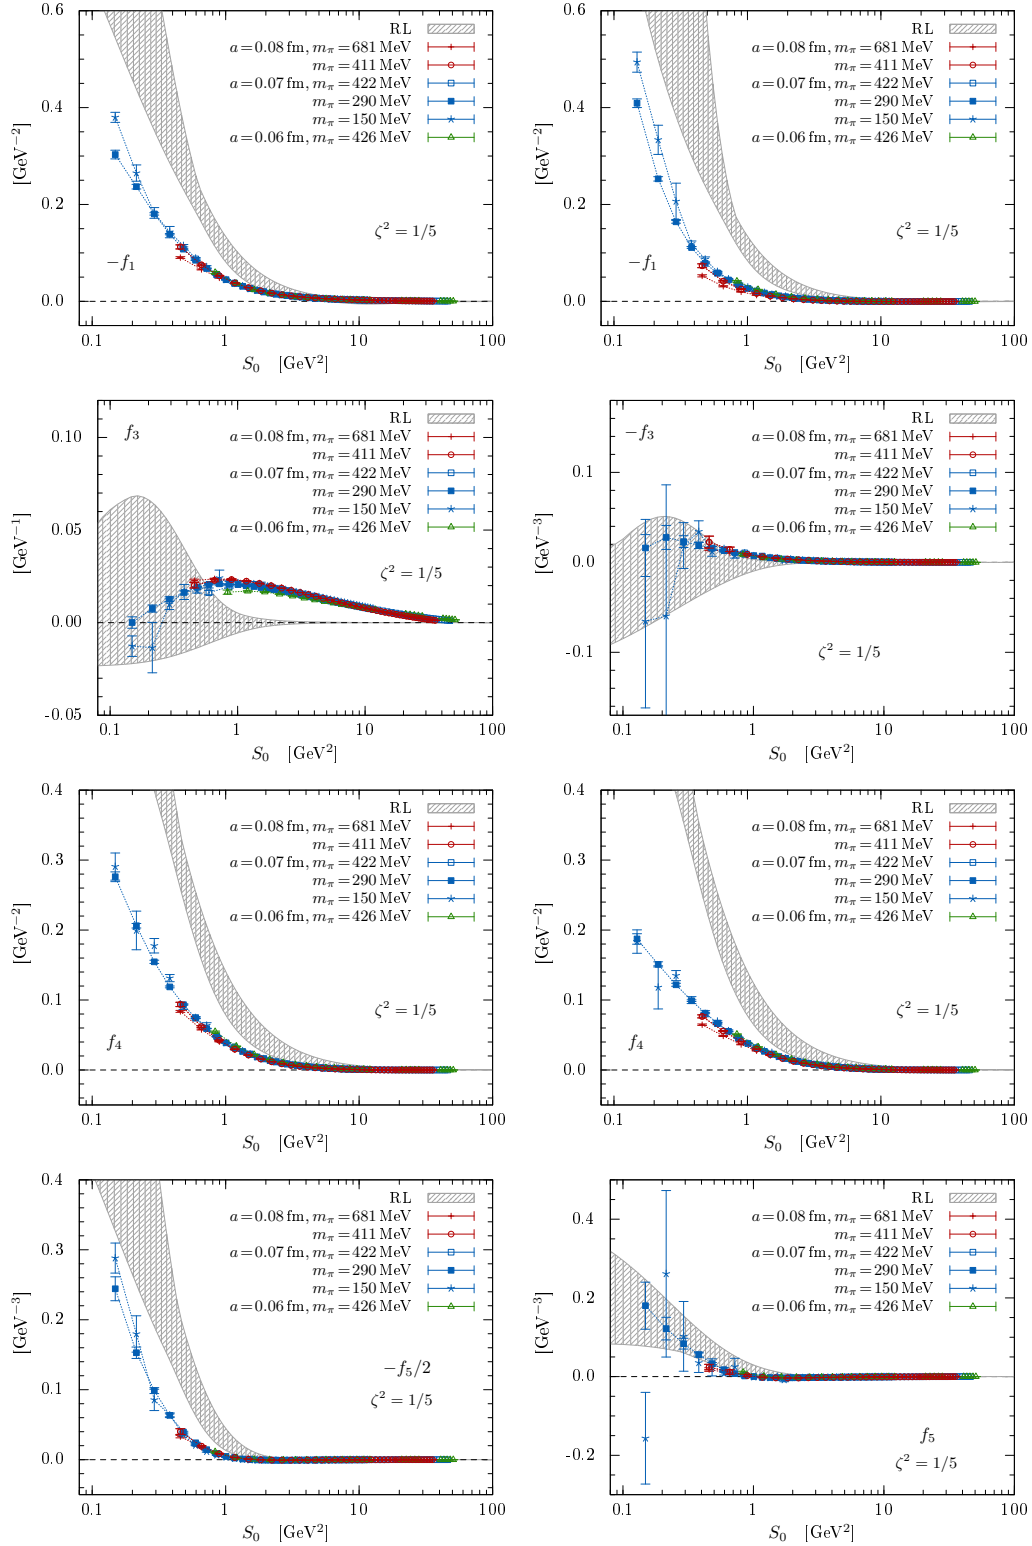 0.6
0.4
0.2
0.0
0.1
1
10
100
[GeV⁻²]
S₀ [GeV²]
RL
a=0.08 fm, mπ=681 MeV
mπ=411 MeV
a=0.07 fm, mπ=422 MeV
mπ=290 MeV
mπ=150 MeV
a=0.06 fm, mπ=426 MeV
ζ² = 1/5
−f₁
0.6
0.4
0.2
0.0
0.1
1
10
100
[GeV⁻²]
S₀ [GeV²]
RL
a=0.08 fm, mπ=681 MeV
mπ=411 MeV
a=0.07 fm, mπ=422 MeV
mπ=290 MeV
mπ=150 MeV
a=0.06 fm, mπ=426 MeV
ζ² = 1/5
−f₁
0.10
0.05
0.00
-0.05
0.1
1
10
100
[GeV⁻¹]
S₀ [GeV²]
f₃
RL
a=0.08 fm, mπ=681 MeV
mπ=411 MeV
a=0.07 fm, mπ=422 MeV
mπ=290 MeV
mπ=150 MeV
a=0.06 fm, mπ=426 MeV
ζ² = 1/5
0.1
0.0
-0.1
0.1
1
10
100
[GeV⁻³]
S₀ [GeV²]
−f₃
RL
a=0.08 fm, mπ=681 MeV
mπ=411 MeV
a=0.07 fm, mπ=422 MeV
mπ=290 MeV
mπ=150 MeV
a=0.06 fm, mπ=426 MeV
ζ² = 1/5
0.4
0.3
0.2
0.1
0.0
0.1
1
10
100
[GeV⁻²]
S₀ [GeV²]
RL
a=0.08 fm, mπ=681 MeV
mπ=411 MeV
a=0.07 fm, mπ=422 MeV
mπ=290 MeV
mπ=150 MeV
a=0.06 fm, mπ=426 MeV
ζ² = 1/5
f₄
0.4
0.3
0.2
0.1
0.0
0.1
1
10
100
[GeV⁻²]
S₀ [GeV²]
RL
a=0.08 fm, mπ=681 MeV
mπ=411 MeV
a=0.07 fm, mπ=422 MeV
mπ=290 MeV
mπ=150 MeV
a=0.06 fm, mπ=426 MeV
ζ² = 1/5
f₄
0.4
0.3
0.2
0.1
0.0
0.1
1
10
100
[GeV⁻³]
S₀ [GeV²]
RL
a=0.08 fm, mπ=681 MeV
mπ=411 MeV
a=0.07 fm, mπ=422 MeV
mπ=290 MeV
mπ=150 MeV
a=0.06 fm, mπ=426 MeV
−f₅/2
ζ² = 1/5
0.4
0.2
0.0
-0.2
0.1
1
10
100
[GeV⁻³]
S₀ [GeV²]
RL
a=0.08 fm, mπ=681 MeV
mπ=411 MeV
a=0.07 fm, mπ=422 MeV
mπ=290 MeV
mπ=150 MeV
a=0.06 fm, mπ=426 MeV
f₅
ζ² = 1/5